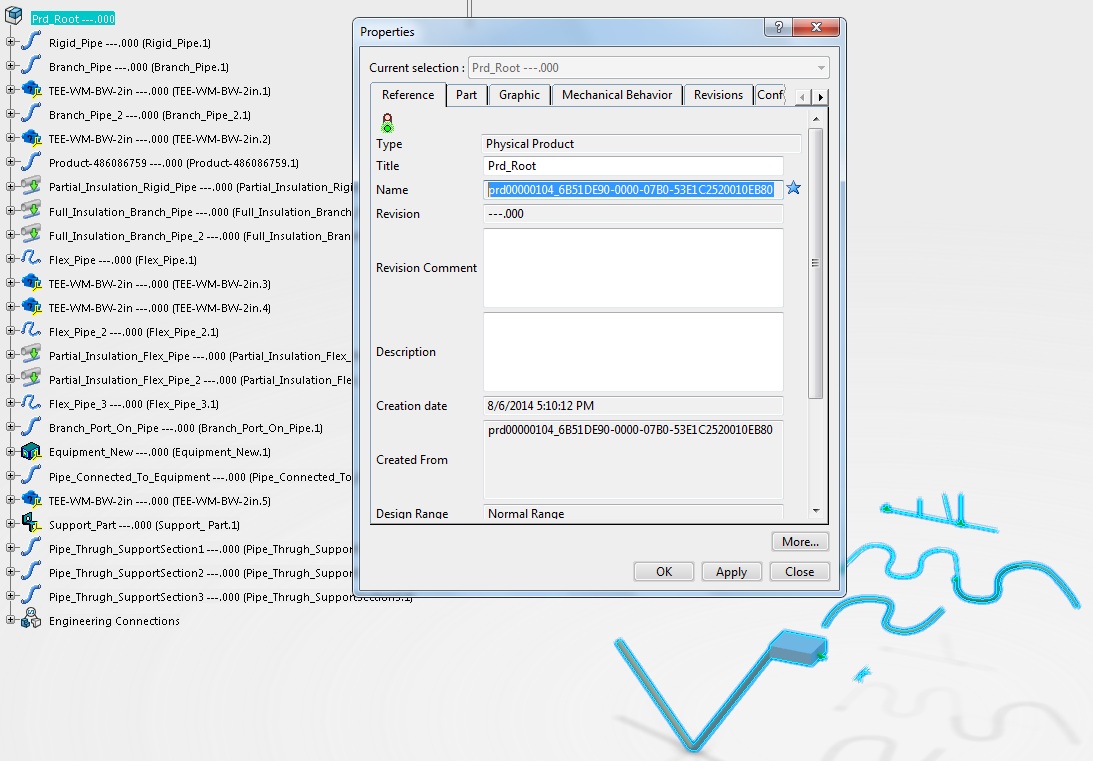 Prd_Root ---.000
Rigid_Pipe ---.000 (Rigid_Pipe.1)
Branch_Pipe ---.000 (Branch_Pipe.1)
TEE-WM-BW-2in ---.000 (TEE-WM-BW-2in.1)
Branch_Pipe_2 ---.000 (Branch_Pipe_2.1)
TEE-WM-BW-2in ---.000 (TEE-WM-BW-2in.2)
Product-486086759 ---.000 (Product-486086759.1)
Partial_Insulation_Rigid_Pipe ---.000 (Partial_Insulation_Rigi
Full_Insulation_Branch_Pipe ---.000 (Full_Insulation_Branch_
Full_Insulation_Branch_Pipe_2 ---.000 (Full_Insulation_Bran
Flex_Pipe ---.000 (Flex_Pipe.1)
TEE-WM-BW-2in ---.000 (TEE-WM-BW-2in.3)
TEE-WM-BW-2in ---.000 (TEE-WM-BW-2in.4)
Flex_Pipe_2 ---.000 (Flex_Pipe_2.1)
Partial_Insulation_Flex_Pipe ---.000 (Partial_Insulation_Flex_
Partial_Insulation_Flex_Pipe_2 ---.000 (Partial_Insulation_Fle
Flex_Pipe_3 ---.000 (Flex_Pipe_3.1)
Branch_Port_On_Pipe ---.000 (Branch_Port_On_Pipe.1)
Equipment_New ---.000 (Equipment_New.1)
Pipe_Connected_To_Equipment ---.000 (Pipe_Connected_To
TEE-WM-BW-2in ---.000 (TEE-WM-BW-2in.5)
Support_Part ---.000 (Support_ Part.1)
Pipe_Thrugh_SupportSection1 ---.000 (Pipe_Thrugh_Suppor
Pipe_Thrugh_SupportSection2 ---.000 (Pipe_Thrugh_Suppor
Pipe_Thrugh_SupportSection3 ---.000 (Pipe_Thrugh_SupportSection3.1)
Engineering Connections
Properties
?
Current selection : Prd_Root ---.000
Reference Part Graphic Mechanical Behavior Revisions Conf
Type Physical Product
Title Prd_Root
Name prd00000104_6B51DE90-0000-07B0-53E1C2520010EB80
Revision ---.000
Revision Comment
Description
Creation date 8/6/2014 5:10:12 PM
prd00000104_6B51DE90-0000-07B0-53E1C2520010EB80
Created From
Design Range Normal Range
More...
OK Apply Close